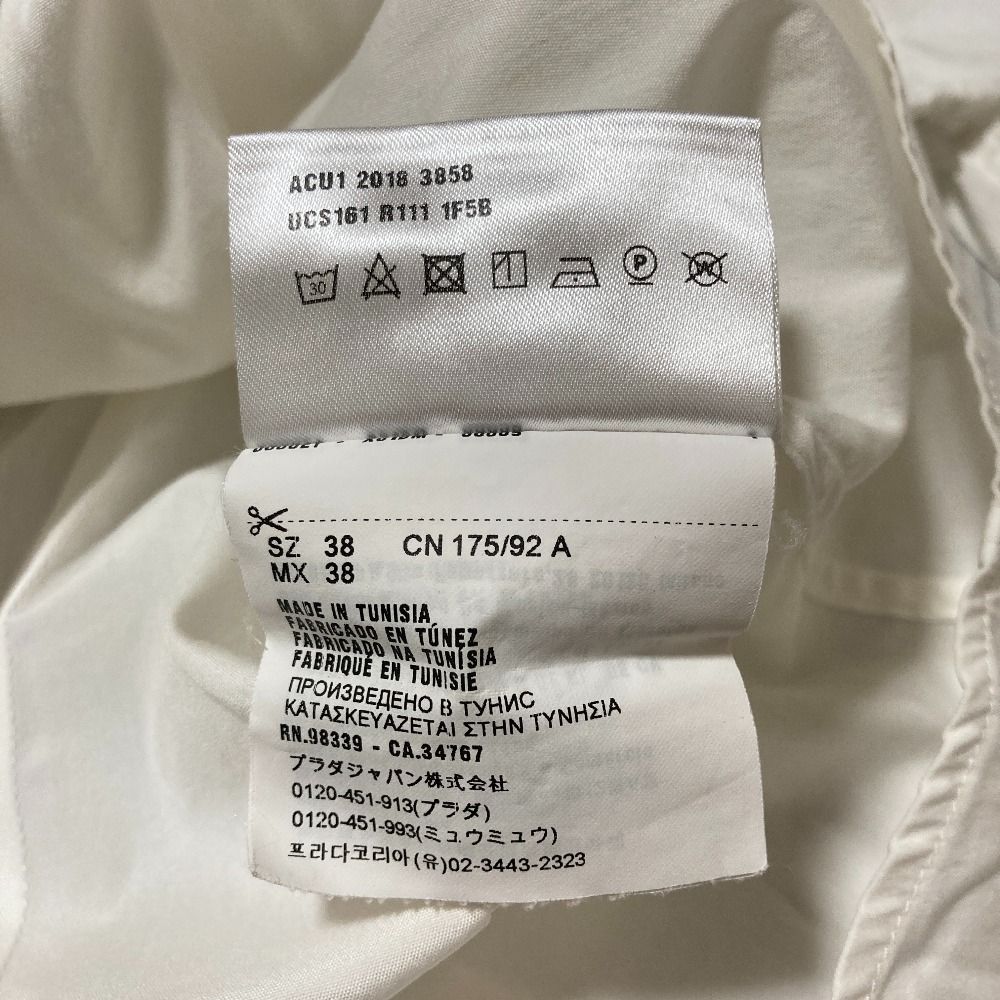 ACU1 2018 3858
UCS161 R111 1F5B
30
P
W
SZ 38 CN 175/92 A
MX 38
MADE IN TUNISIA
FABRICADO EN TÚNEZ
FABRICADO NA TUNÍSIA
FABRIQUÉ EN TUNISIE
ПРОИЗВЕДЕНО В ТУНИС
ΚΑΤΑΣΚΕΥΑΖΕΤΑΙ ΣΤΗΝ ΤΥΝΗΣΙΑ
RN.98339 - CA.34767
プラダジャパン株式会社
0120-451-913(プラダ)
0120-451-993(ミュウミュウ)
프라다코리아(유)02-3443-2323